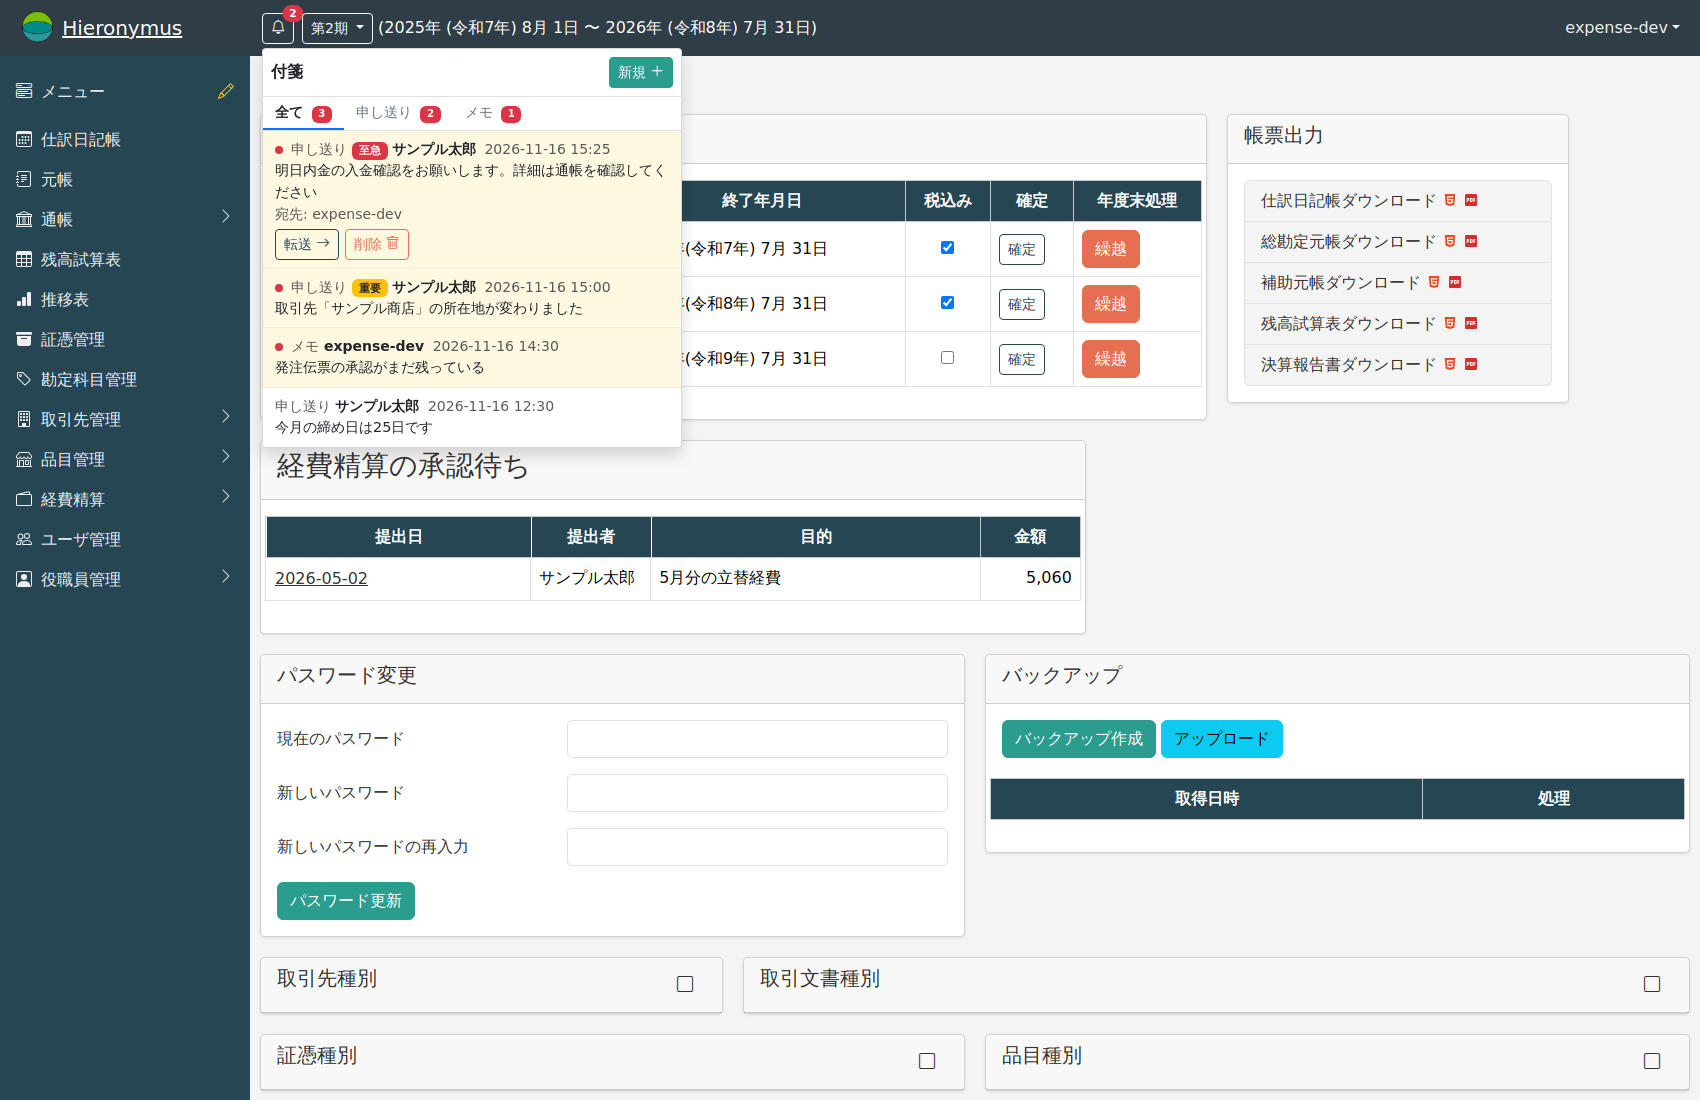 Hieronymus
2
第2期
(2025年 (令和7年) 8月 1日 〜 2026年 (令和8年) 7月 31日)
expense-dev
メニュー
仕訳日記帳
元帳
通帳
残高試算表
推移表
証憑管理
勘定科目管理
取引先管理
品目管理
経費精算
ユーザ管理
役職員管理
付箋
新規 +
全て 3
申し送り 2
メモ 1
申し送り 至急 サンプル太郎 2026-11-16 15:25
明日内金の入金確認をお願いします。詳細は通帳を確認してく
ださい
宛先: expense-dev
転送 →
削除
申し送り 重要 サンプル太郎 2026-11-16 15:00
取引先「サンプル商店」の所在地が変わりました
メモ expense-dev 2026-11-16 14:30
発注伝票の承認がまだ残っている
申し送り サンプル太郎 2026-11-16 12:30
今月の締め日は25日です
終了年月日 税込み 確定 年度末処理
(令和7年) 7月 31日 確定 繰越
(令和8年) 7月 31日 確定 繰越
(令和9年) 7月 31日 確定 繰越
帳票出力
仕訳日記帳ダウンロード
総勘定元帳ダウンロード
補助元帳ダウンロード
残高試算表ダウンロード
決算報告書ダウンロード
経費精算の承認待ち
提出日 提出者 目的 金額
2026-05-02 サンプル太郎 5月分の立替経費 5,060
パスワード変更
現在のパスワード
新しいパスワード
新しいパスワードの再入力
パスワード更新
バックアップ
バックアップ作成 アップロード
取得日時 処理
取引先種別
取引文書種別
証憑種別
品目種別